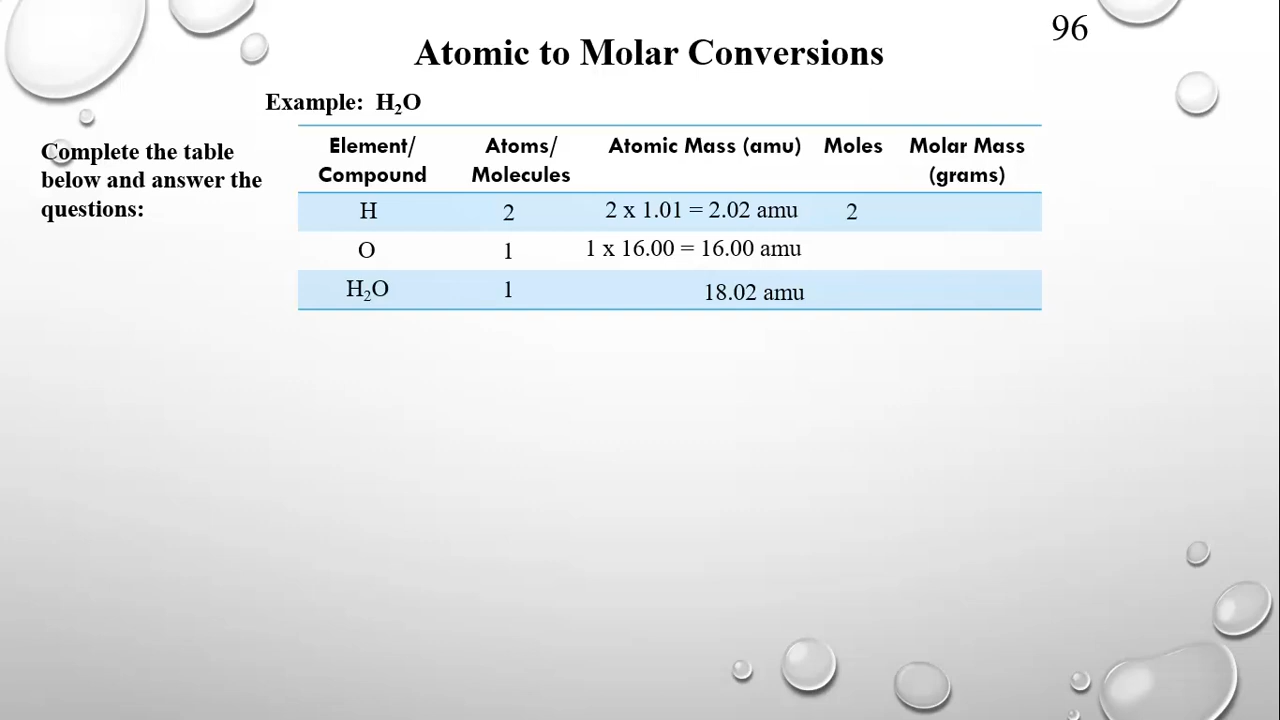 96
Atomic to Molar Conversions
Example: H₂O
Complete the table
below and answer the
questions:
Element/ Atoms/ Atomic Mass (amu) Moles Molar Mass
Compound Molecules (grams)
H 2 2 x 1.01 = 2.02 amu 2
O 1 1 x 16.00 = 16.00 amu
H₂O 1 18.02 amu